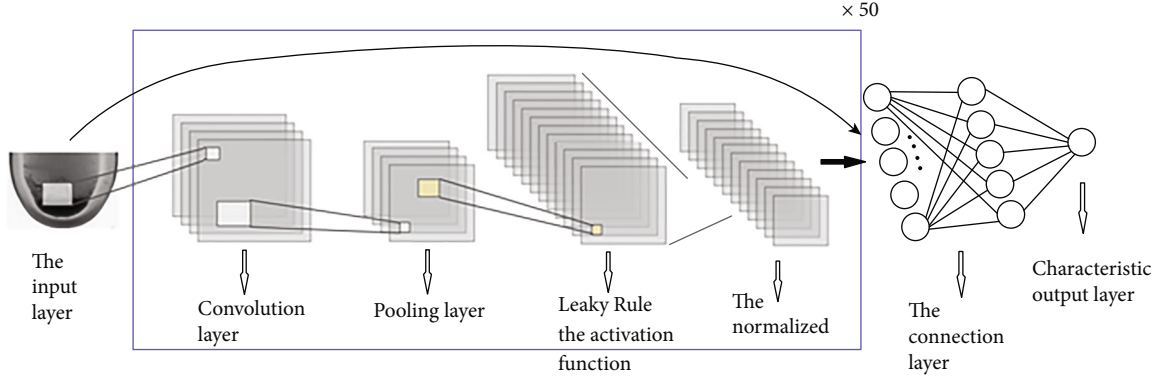 × 50
The
input
layer
Convolution
layer
Pooling layer
Leaky Rule
the activation
function
The
normalized
The
connection
layer
Characteristic
output layer